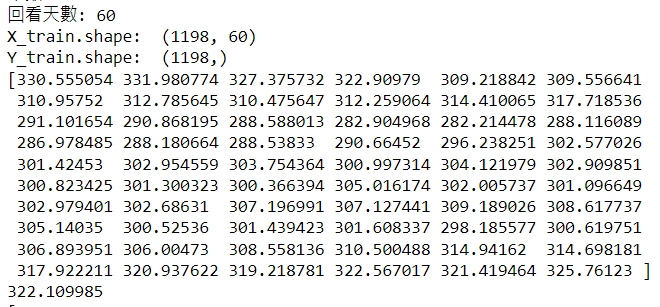 回看天數: 60
X_train.shape:  (1198, 60)
Y_train.shape:  (1198,)
[330.555054 331.980774 327.375732 322.90979  309.218842 309.556641
 310.95752  312.785645 310.475647 312.259064 314.410065 317.718536
 291.101654 290.868195 288.588013 282.904968 282.214478 288.116089
 286.978485 288.180664 288.53833  290.66452  296.238251 302.577026
 301.42453  302.954559 303.754364 300.997314 304.121979 302.909851
 300.823425 301.300323 300.366394 305.016174 302.005737 301.096649
 302.979401 302.68631  307.196991 307.127441 309.189026 308.617737
 305.14035  300.52536  301.439423 301.608337 298.185577 300.619751
 306.893951 306.00473  308.558136 310.500488 314.94162  314.698181
 317.922211 320.937622 319.218781 322.567017 321.419464 325.76123 ]
322.109985